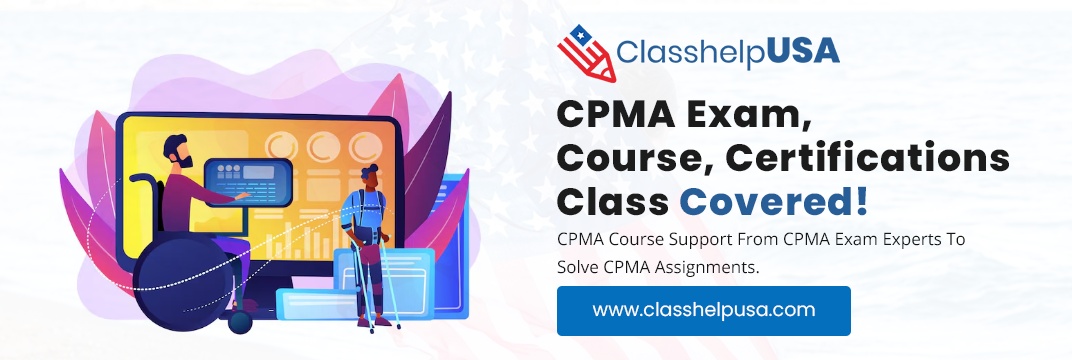 ClasshelpUSA
CPMA Exam,
Course, Certifications
Class Covered!
CPMA Course Support From CPMA Exam Experts To
Solve CPMA Assignments.
www.classhelpusa.com